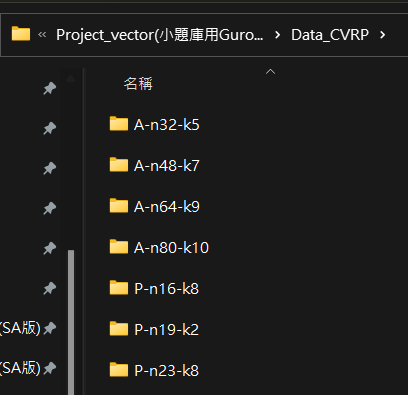 Project_vector(小題庫用Guro... > Data_CVRP >
名稱
A-n32-k5
A-n48-k7
A-n64-k9
A-n80-k10
P-n16-k8
P-n19-k2
(SA版)
P-n23-k8
(SA版)